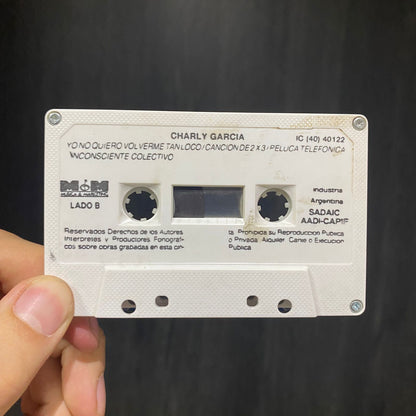 CHARLY GARCIA
IC (40) 40122
YO NO QUIERO VOLVERME TAN LOCO/CANCION DE 2 X 3/PELUCA TELEFONICA
INCONSCIENTE COLECTIVO
M&M
LADO B
Industria
Argentina
SADAIC
AADI-CAPIF
Reservados Derechos de los Autores
Interpretes y Productores Fonografi-
cos sobre obras grabadas en esta cin-
ta. Prohibida su Reproduccion Publica
o Privada. Alquiler. Canje o Ejecucion
Publica